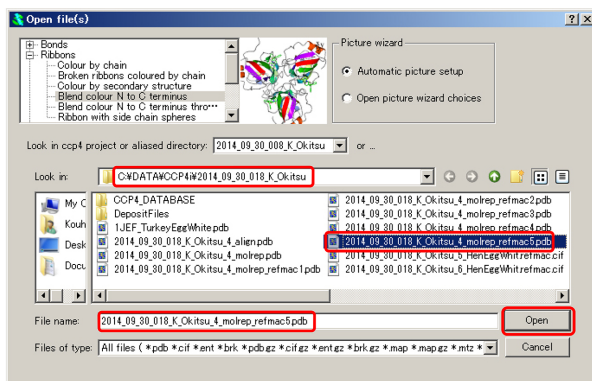 Open file(s)
Bonds
Ribbons
Colour by chain
Broken ribbons coloured by chain
Colour by secondary structure
Blend colour N to C terminus
Blend colour N to C terminus thro…
Ribbon with side chain spheres
Picture wizard
Automatic picture setup
Open picture wizard choices
Look in ccp4 project or aliased directory: 2014_09_30_008_K_Okitsu or ...
Look in: C:¥DATA¥CCP4i¥2014_09_30_018_K_Okitsu
My C
Kouh
Desk
Docu
CCP4_DATABASE
DepositFiles
1JEF_TurkeyEggWhite.pdb
2014_09_30_018_K_Okitsu_4_align.pdb
2014_09_30_018_K_Okitsu_4_molrep.pdb
2014_09_30_018_K_Okitsu_4_molrep_refmac1.pdb
2014_09_30_018_K_Okitsu_4_molrep_refmac2.pdb
2014_09_30_018_K_Okitsu_4_molrep_refmac3.pdb
2014_09_30_018_K_Okitsu_4_molrep_refmac4.pdb
2014_09_30_018_K_Okitsu_4_molrep_refmac5.pdb
2014_09_30_018_K_Okitsu_5_HenEggWhit.refmac.cif
2014_09_30_018_K_Okitsu_6_HenEggWhit.refmac.cif
File name: 2014_09_30_018_K_Okitsu_4_molrep_refmac5.pdb
Open
Files of type: All files ( *.pdb *.cif *.ent *.brk *.pdb.gz *.cif.gz *.ent.gz *.brk.gz *.map *.map.gz *.mtz *.
Cancel